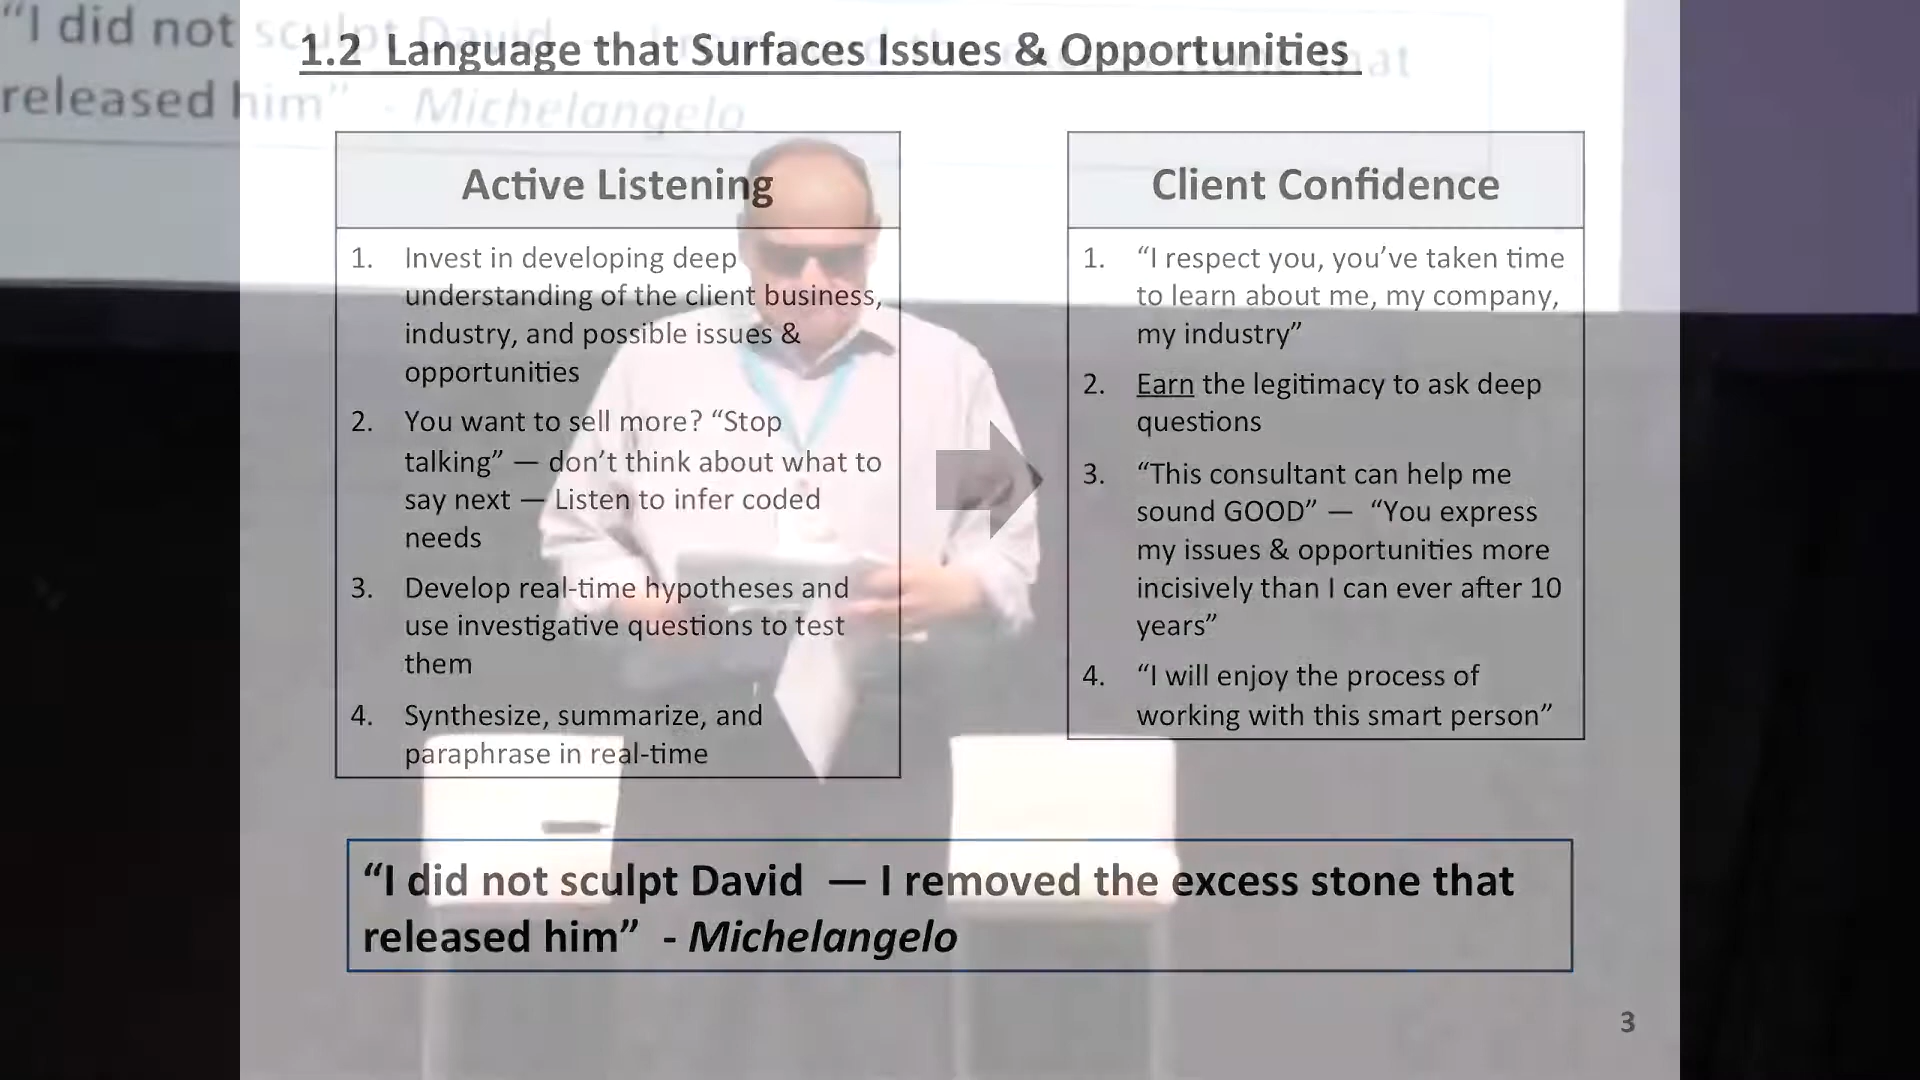 “I did not
released him” - Michelangelo
that
1.2 Language that Surfaces Issues & Opportunities
Active Listening
1. Invest in developing deep
understanding of the client business,
industry, and possible issues &
opportunities
2. You want to sell more? “Stop
talking” — don’t think about what to
say next — Listen to infer coded
needs
3. Develop real-time hypotheses and
use investigative questions to test
them
4. Synthesize, summarize, and
paraphrase in real-time
Client Confidence
1. “I respect you, you’ve taken time
to learn about me, my company,
my industry”
2. Earn the legitimacy to ask deep
questions
3. “This consultant can help me
sound GOOD” — “You express
my issues & opportunities more
incisively than I can ever after 10
years”
4. “I will enjoy the process of
working with this smart person”
“I did not sculpt David — I removed the excess stone that
released him” - Michelangelo
3